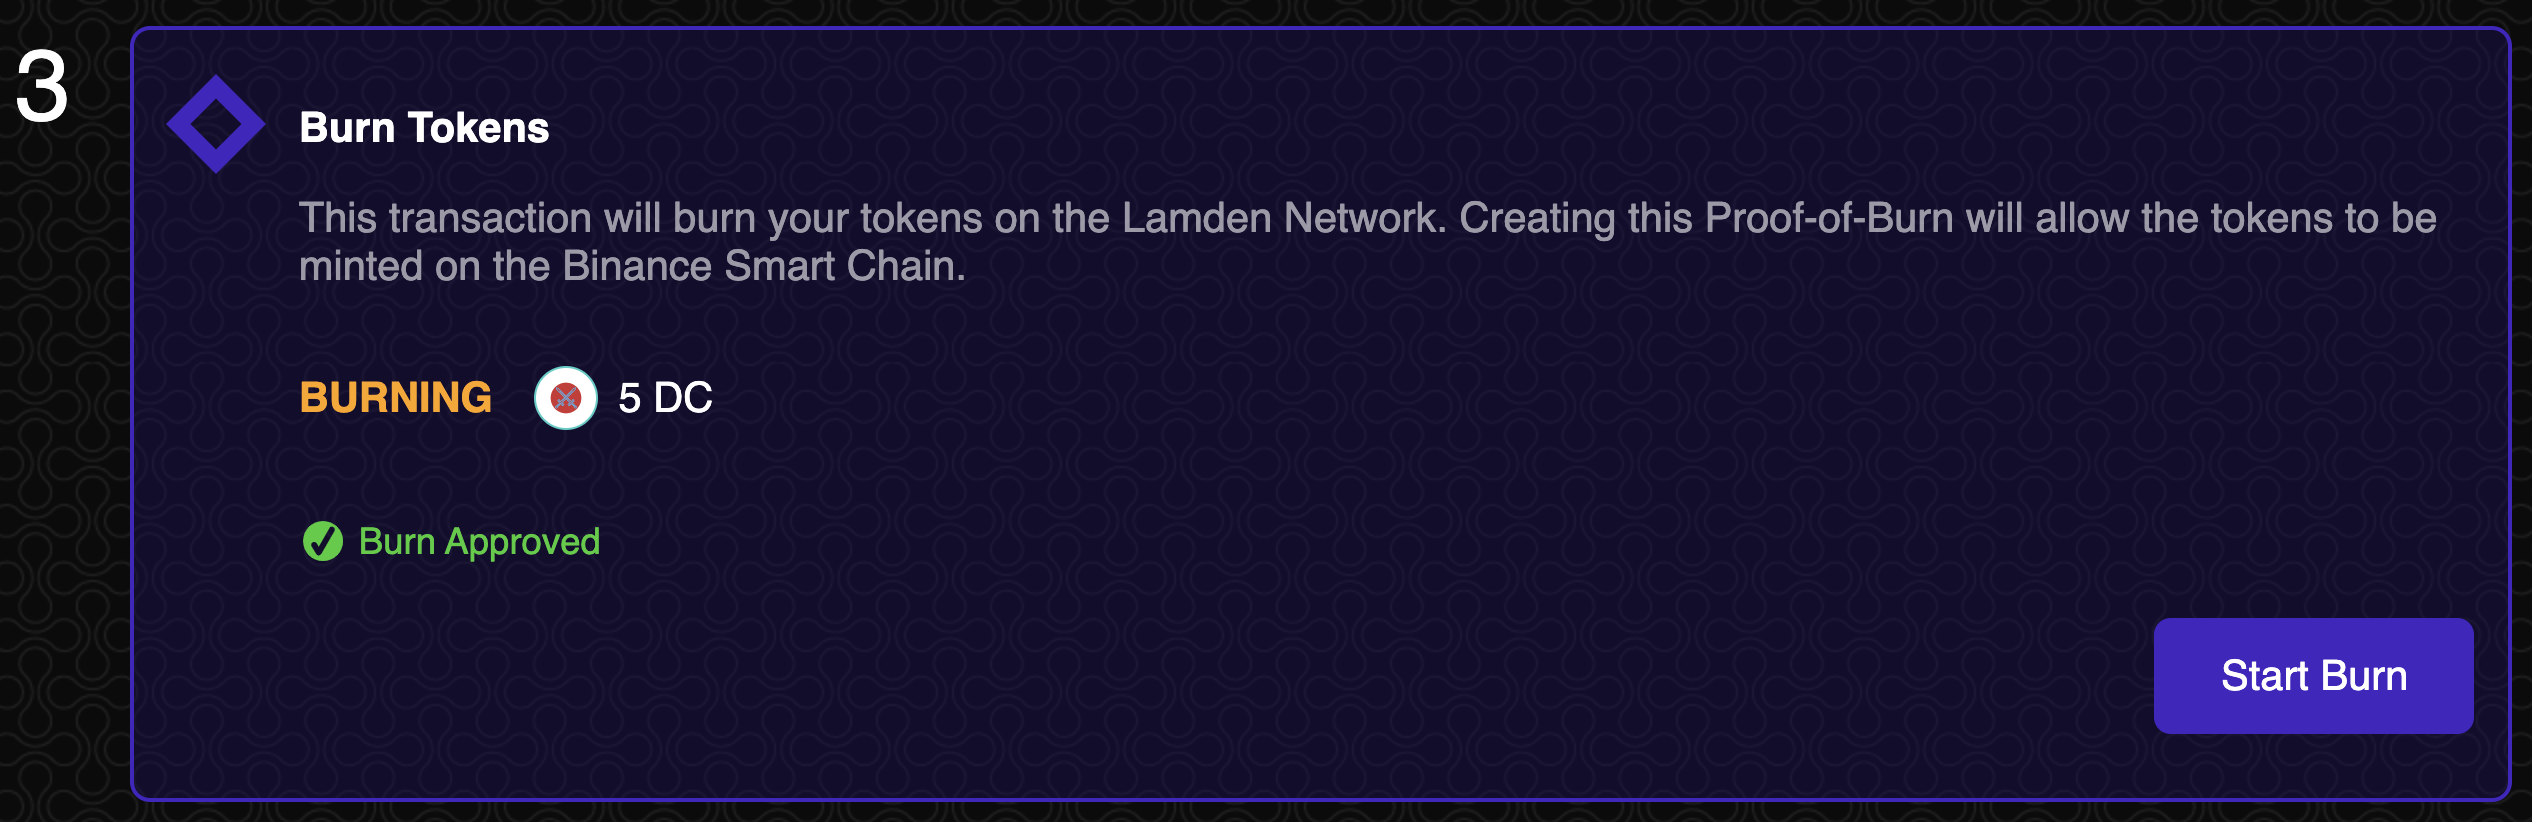 3
Burn Tokens
This transaction will burn your tokens on the Lamden Network. Creating this Proof-of-Burn will allow the tokens to be
minted on the Binance Smart Chain.
BURNING 5 DC
Burn Approved
Start Burn